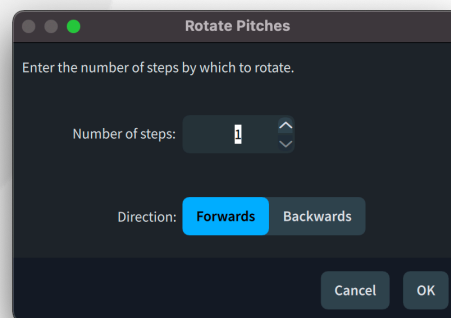 Rotate Pitches
Enter the number of steps by which to rotate.
Number of steps: 1
Direction: Forwards Backwards
Cancel OK